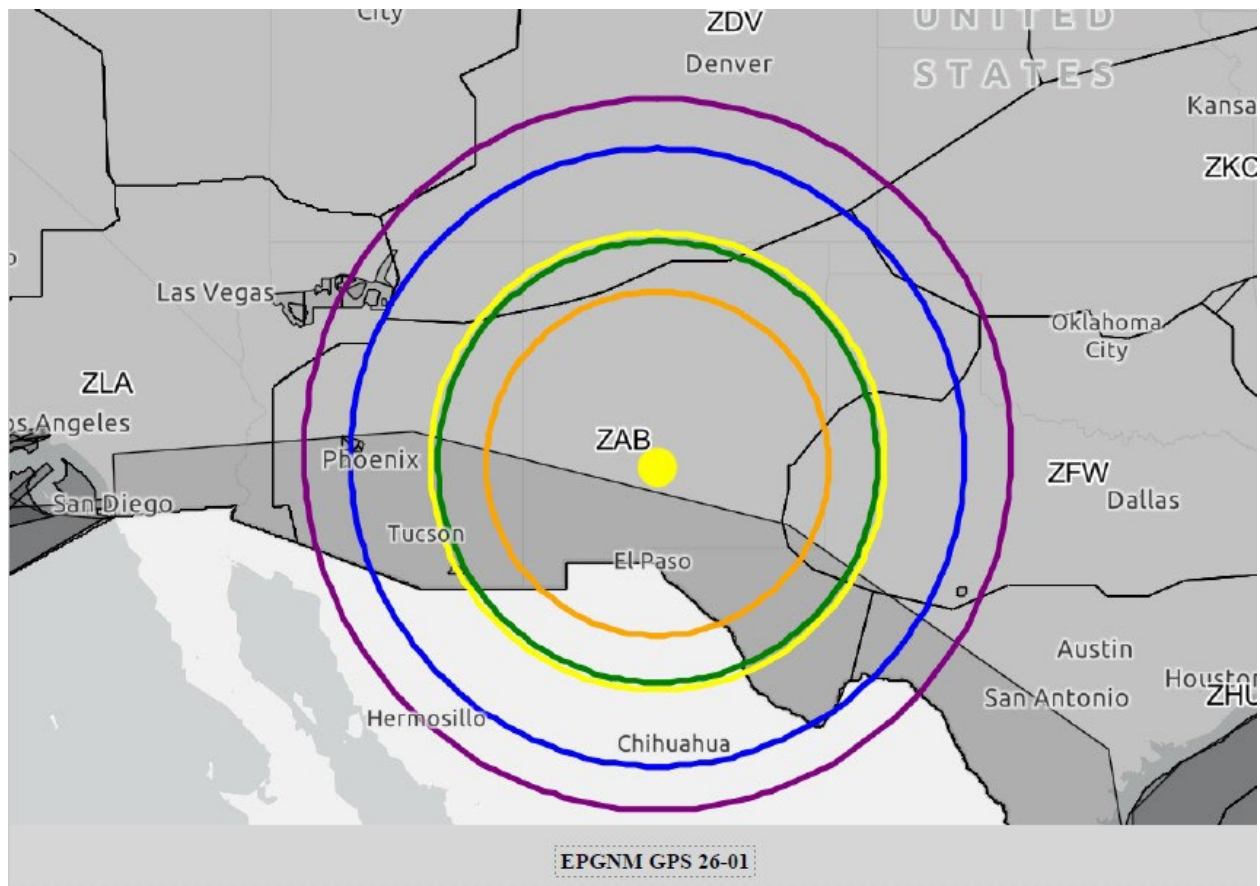 City
ZDV
UNITED
Denver
STATES
Kansa
ZKC
Las Vegas
Oklahoma
City
ZLA
os Angeles
Phoenix
ZAB
ZFW
Dallas
San Diego
Tucson
El Paso
Austin
San Antonio
Houston
ZHU
Hermosillo
Chihuahua
EPGNM GPS 26-01